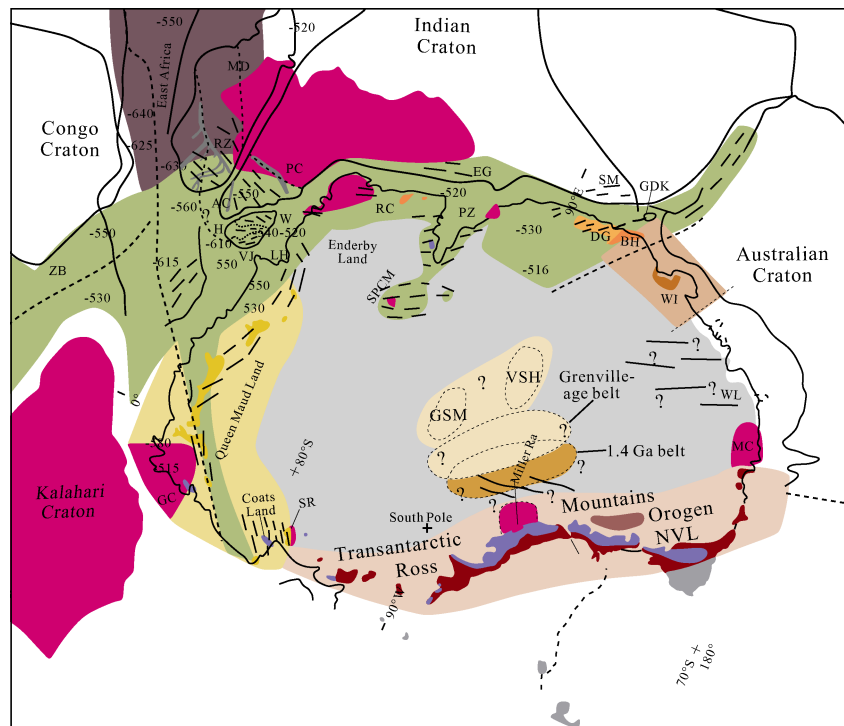 -550
-520
Indian
Craton
East Africa
MD
-640
Congo
Craton
-625
RZ
-630
PC
EG
SM
GDK
90°E
AC
-550
-560
-5
W
RC
-520
PZ
H
-540
-520
-610
-550
-530
DG
BH
VJ
LH
Enderby
Land
ZB
-615
550
-516
Australian
Craton
550
SPCM
WI
-530
530
?
?
VSH
Grenville-
age belt
?
Queen Maud Land
GSM
?
?
?
WL
0°
?
+80°S
?
?
MC
-530
1.4 Ga belt
-515
?
Miller Ra
?
Kalahari
Craton
GC
Coats
Land
SR
?
?
South Pole
Mountains
Orogen
Transantarctic
NVL
Ross
90°W
70°S +
180°